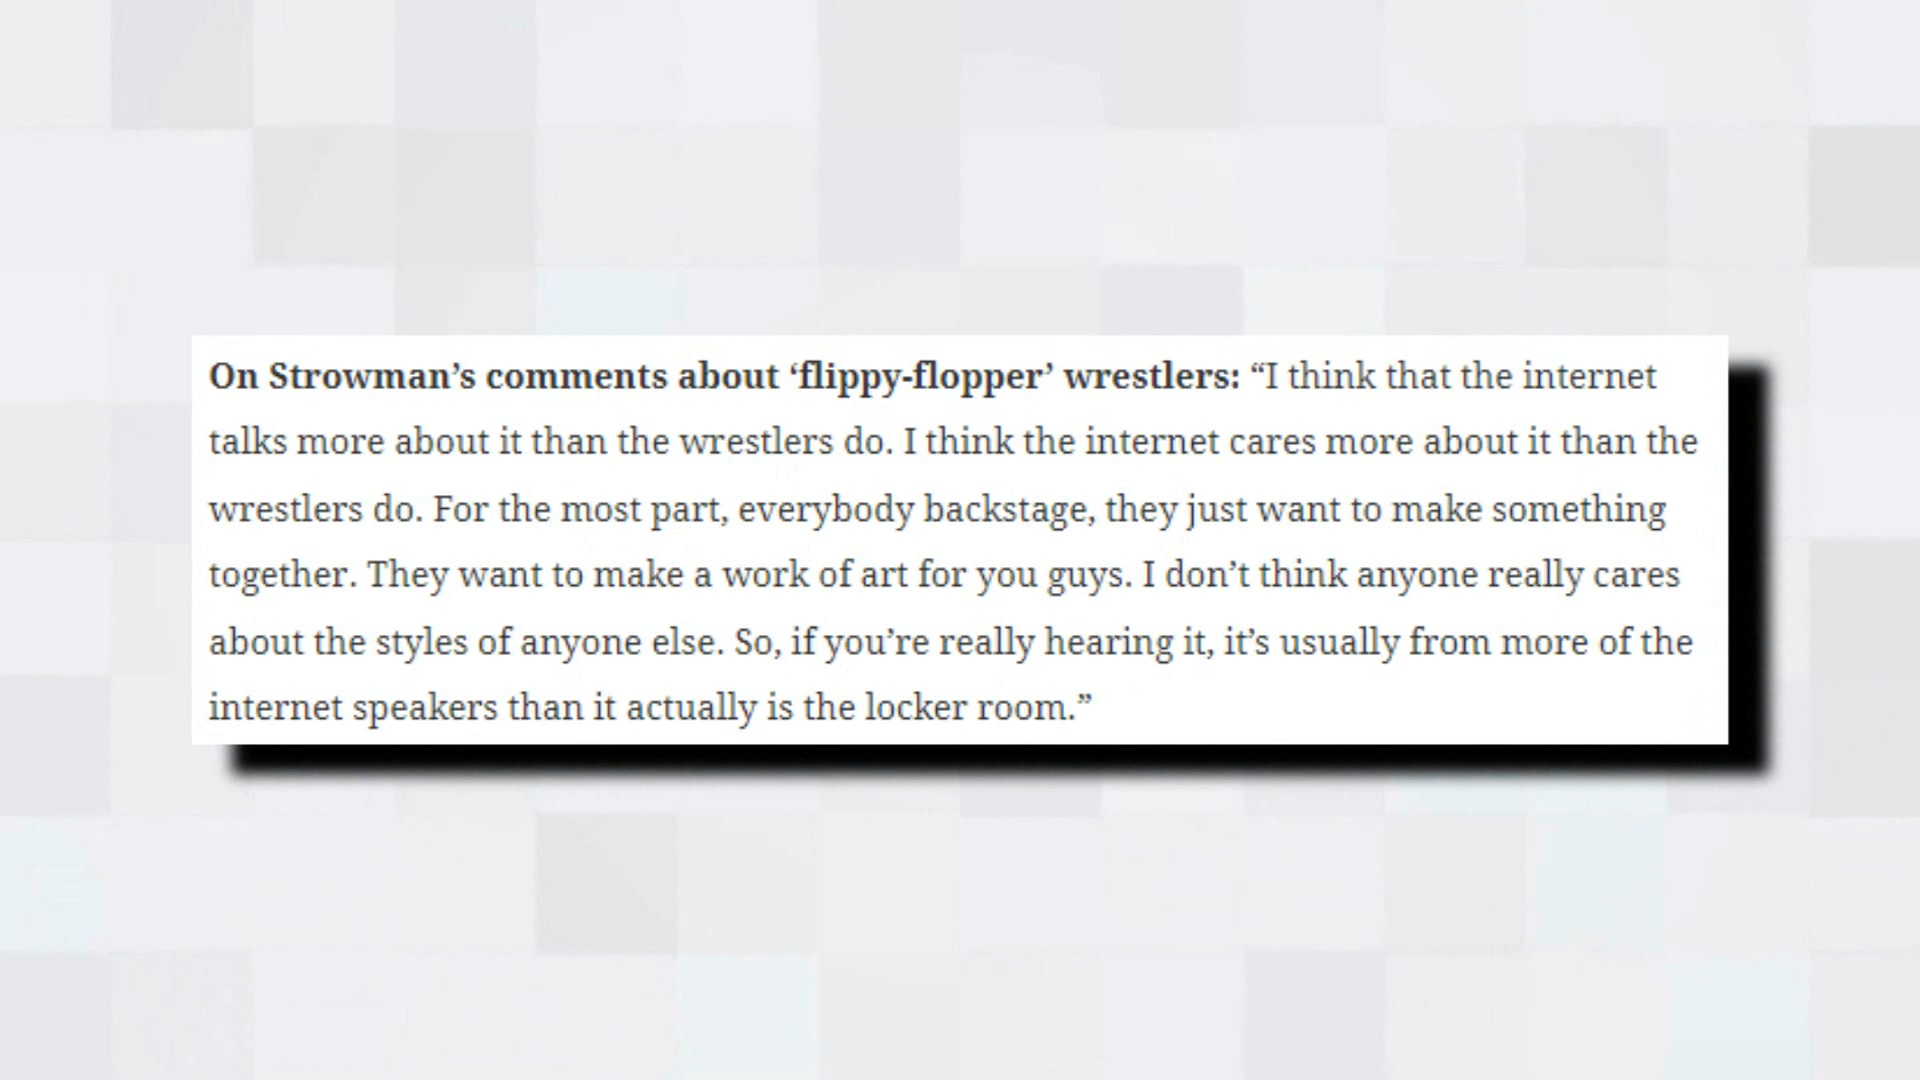 On Strowman’s comments about ‘flippy-flopper’ wrestlers: “I think that the internet
talks more about it than the wrestlers do. I think the internet cares more about it than the
wrestlers do. For the most part, everybody backstage, they just want to make something
together. They want to make a work of art for you guys. I don’t think anyone really cares
about the styles of anyone else. So, if you’re really hearing it, it’s usually from more of the
internet speakers than it actually is the locker room.”